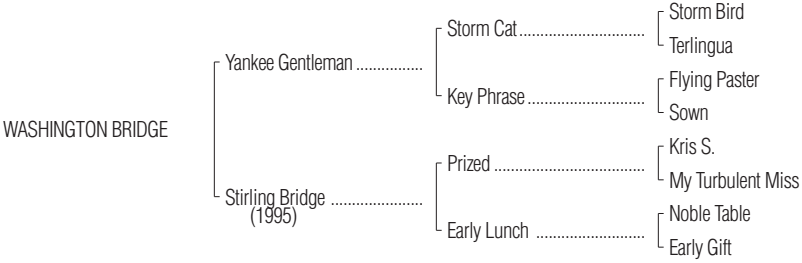 Storm Bird
Storm Cat ................................
Terlingua
Yankee Gentleman ................
Flying Paster
Key Phrase ..............................
Sown
WASHINGTON BRIDGE
Kris S.
Prized ......................................
My Turbulent Miss
Stirling Bridge ......................
(1995)
Noble Table
Early Lunch ...........................
Early Gift